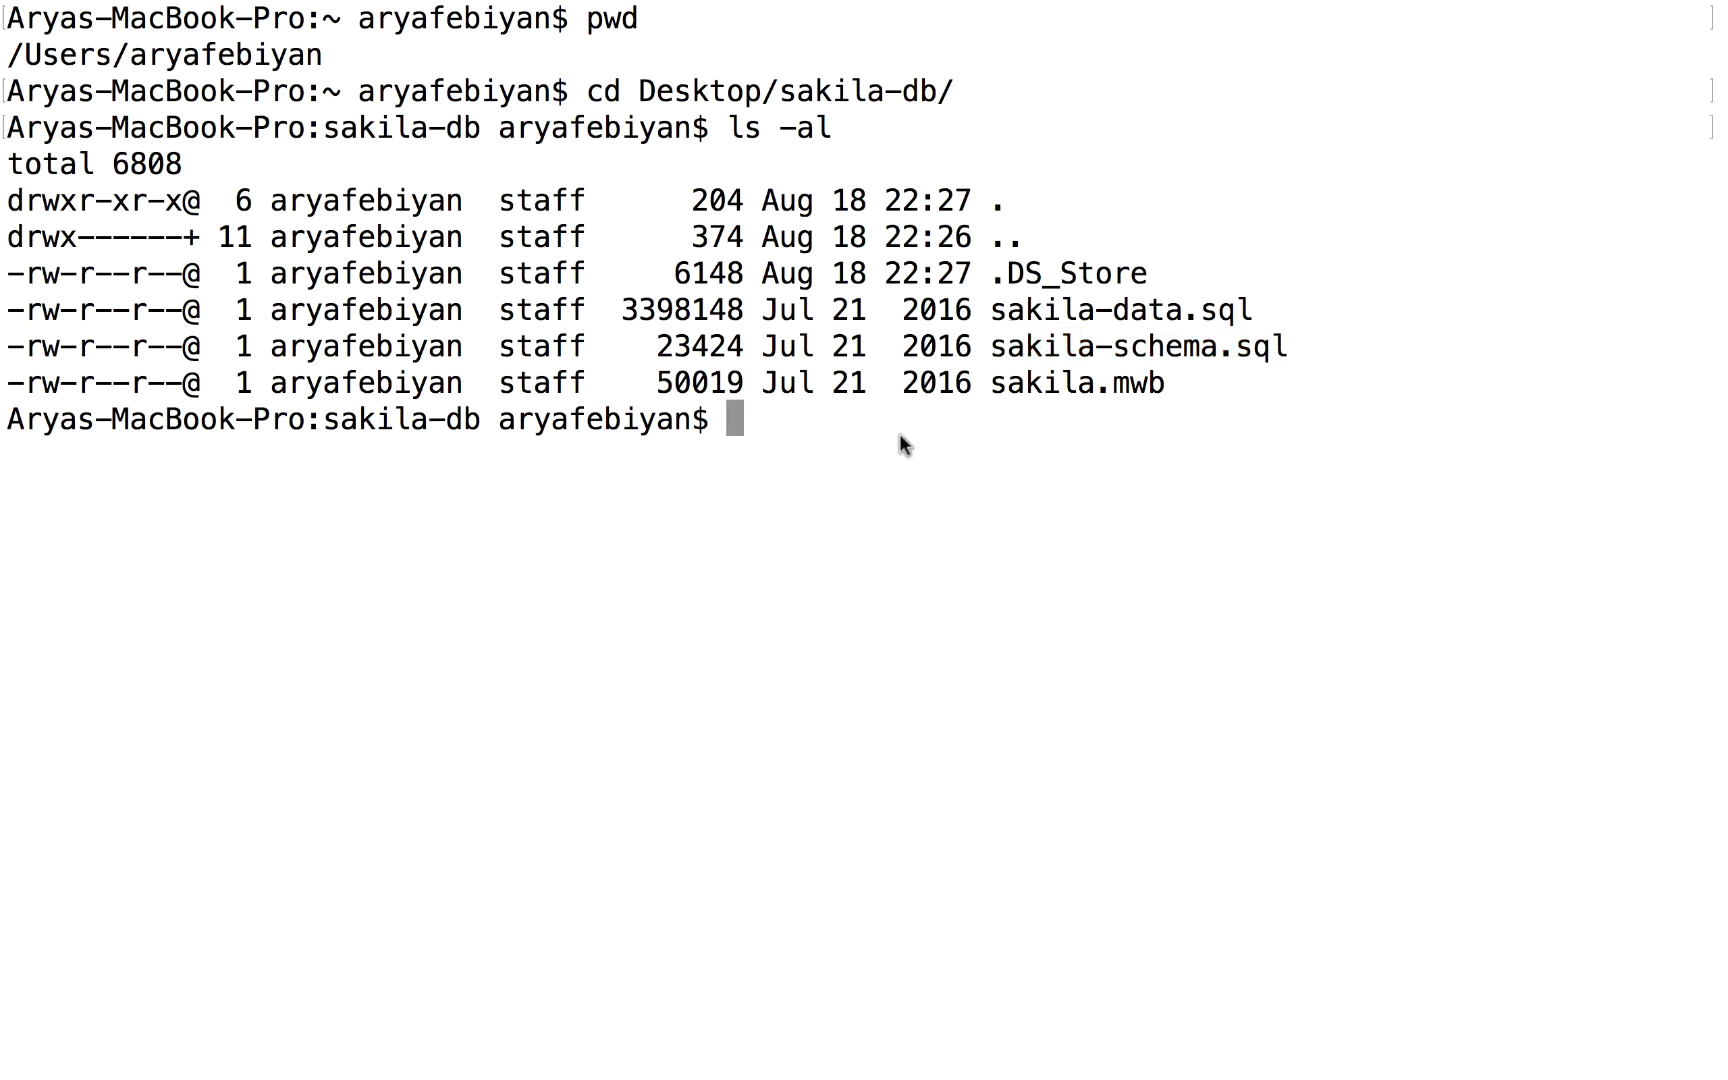 Aryas-MacBook-Pro:~ aryafebiyan$ pwd
/Users/aryafebiyan
Aryas-MacBook-Pro:~ aryafebiyan$ cd Desktop/sakila-db/
Aryas-MacBook-Pro:sakila-db aryafebiyan$ ls -al
total 6808
drwxr-xr-x@  6 aryafebiyan  staff      204 Aug 18 22:27 .
drwx------+ 11 aryafebiyan  staff      374 Aug 18 22:26 ..
-rw-r--r--@  1 aryafebiyan  staff     6148 Aug 18 22:27 .DS_Store
-rw-r--r--@  1 aryafebiyan  staff  3398148 Jul 21  2016 sakila-data.sql
-rw-r--r--@  1 aryafebiyan  staff    23424 Jul 21  2016 sakila-schema.sql
-rw-r--r--@  1 aryafebiyan  staff    50019 Jul 21  2016 sakila.mwb
Aryas-MacBook-Pro:sakila-db aryafebiyan$